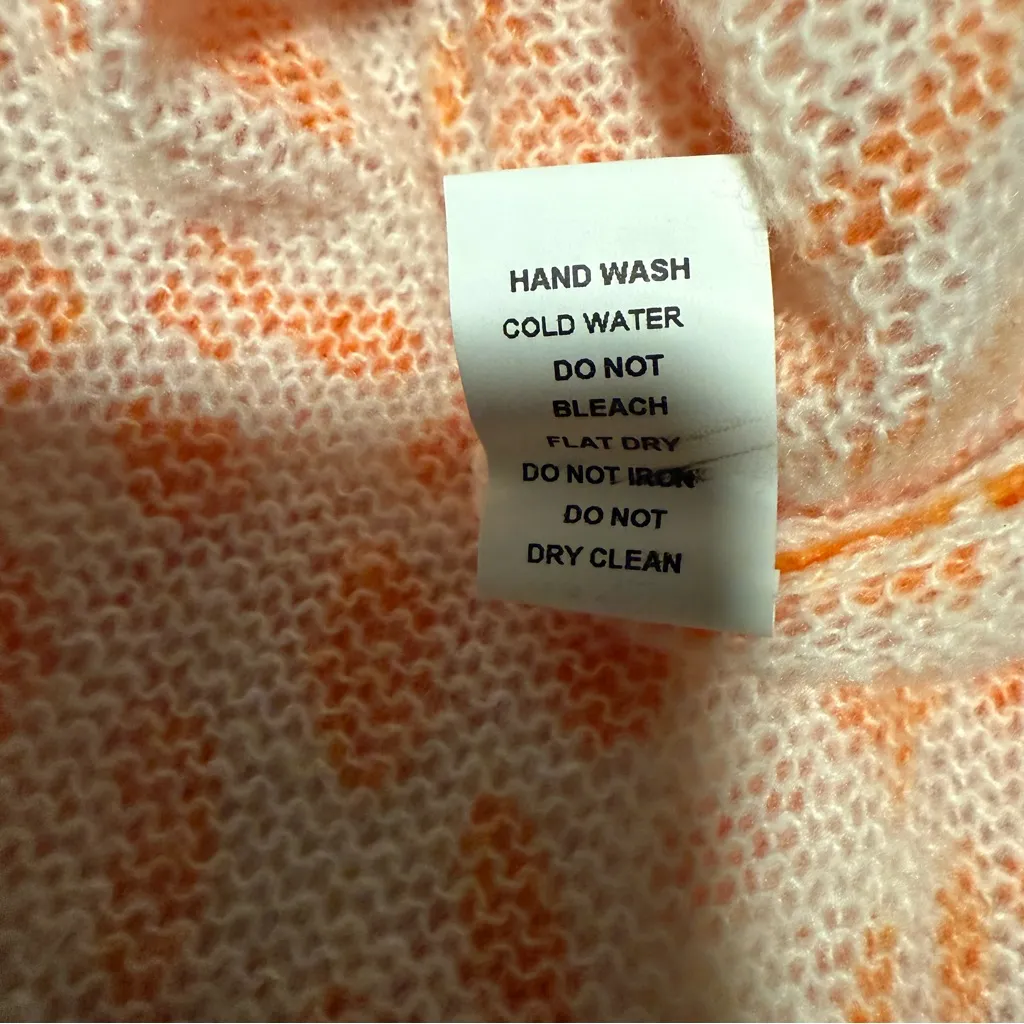 HAND WASH
COLD WATER
DO NOT
BLEACH
FLAT DRY
DO NOT IRON
DO NOT
DRY CLEAN